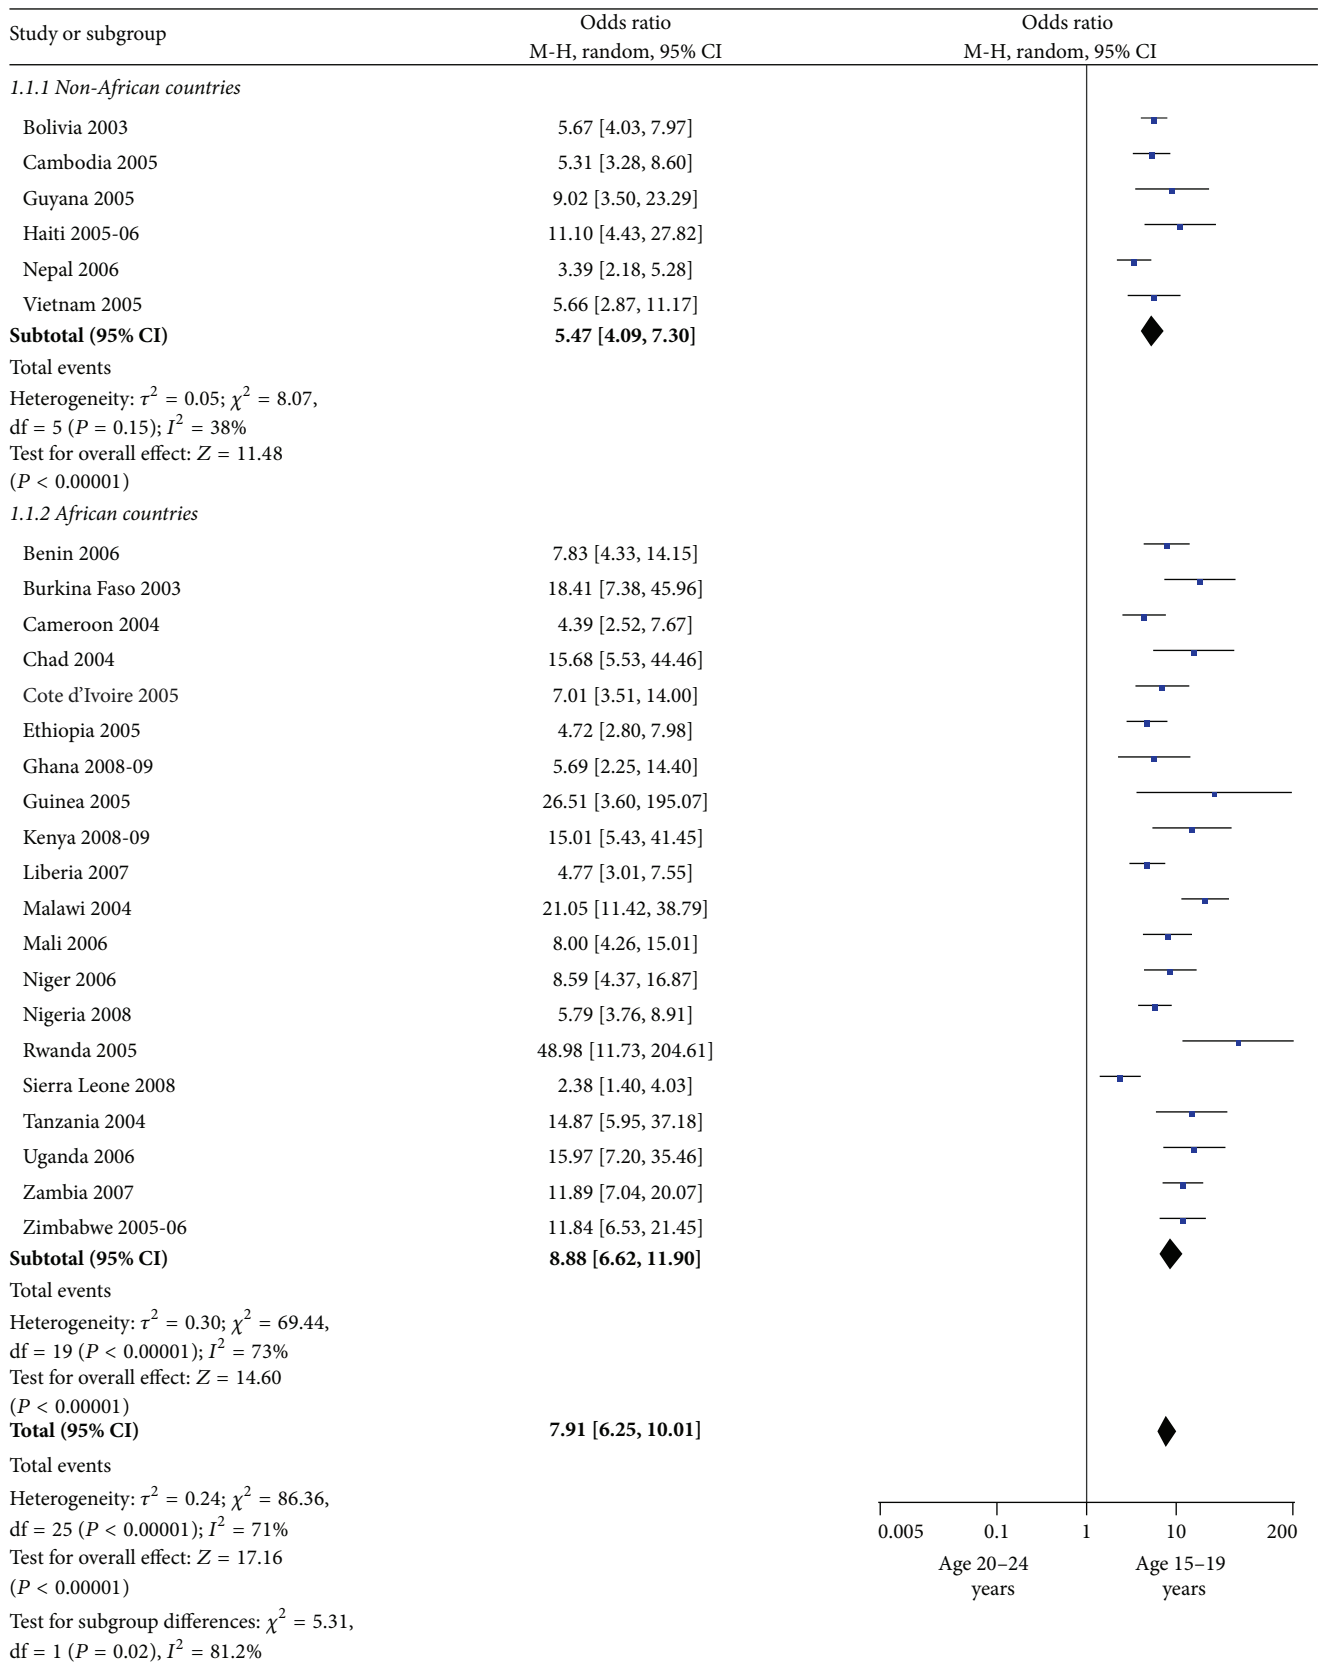 Study or subgroup
Odds ratio
M-H, random, 95% CI
Odds ratio
M-H, random, 95% CI
1.1.1 Non-African countries
Bolivia 2003 5.67 [4.03, 7.97]
Cambodia 2005 5.31 [3.28, 8.60]
Guyana 2005 9.02 [3.50, 23.29]
Haiti 2005-06 11.10 [4.43, 27.82]
Nepal 2006 3.39 [2.18, 5.28]
Vietnam 2005 5.66 [2.87, 11.17]
Subtotal (95% CI) 5.47 [4.09, 7.30]
Total events
Heterogeneity: τ² = 0.05; χ² = 8.07,
df = 5 (P = 0.15); I² = 38%
Test for overall effect: Z = 11.48
(P < 0.00001)
1.1.2 African countries
Benin 2006 7.83 [4.33, 14.15]
Burkina Faso 2003 18.41 [7.38, 45.96]
Cameroon 2004 4.39 [2.52, 7.67]
Chad 2004 15.68 [5.53, 44.46]
Cote d’Ivoire 2005 7.01 [3.51, 14.00]
Ethiopia 2005 4.72 [2.80, 7.98]
Ghana 2008-09 5.69 [2.25, 14.40]
Guinea 2005 26.51 [3.60, 195.07]
Kenya 2008-09 15.01 [5.43, 41.45]
Liberia 2007 4.77 [3.01, 7.55]
Malawi 2004 21.05 [11.42, 38.79]
Mali 2006 8.00 [4.26, 15.01]
Niger 2006 8.59 [4.37, 16.87]
Nigeria 2008 5.79 [3.76, 8.91]
Rwanda 2005 48.98 [11.73, 204.61]
Sierra Leone 2008 2.38 [1.40, 4.03]
Tanzania 2004 14.87 [5.95, 37.18]
Uganda 2006 15.97 [7.20, 35.46]
Zambia 2007 11.89 [7.04, 20.07]
Zimbabwe 2005-06 11.84 [6.53, 21.45]
Subtotal (95% CI) 8.88 [6.62, 11.90]
Total events
Heterogeneity: τ² = 0.30; χ² = 69.44,
df = 19 (P < 0.00001); I² = 73%
Test for overall effect: Z = 14.60
(P < 0.00001)
Total (95% CI) 7.91 [6.25, 10.01]
Total events
Heterogeneity: τ² = 0.24; χ² = 86.36,
df = 25 (P < 0.00001); I² = 71%
Test for overall effect: Z = 17.16
(P < 0.00001)
Test for subgroup differences: χ² = 5.31,
df = 1 (P = 0.02), I² = 81.2%
0.005 0.1 1 10 200
Age 20–24
years
Age 15–19
years